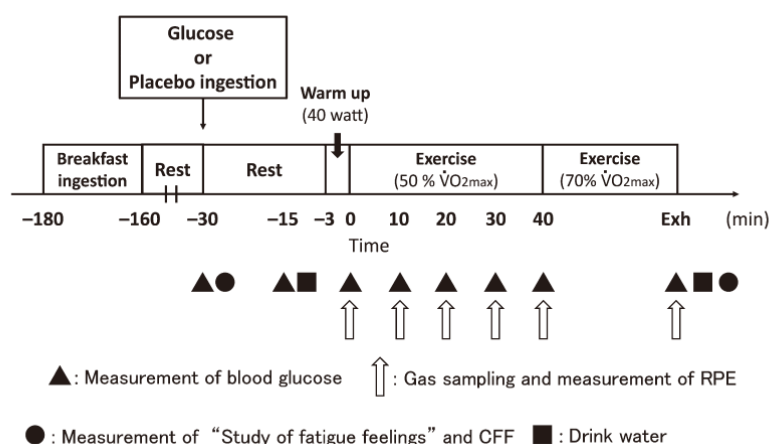 Glucose
or
Placebo ingestion
Warm up
(40 watt)
Breakfast
ingestion
Rest
Rest
Exercise
(50 % V̇O2max)
Exercise
(70% V̇O2max)
−180 −160 −30 −15 −3 0 10 20 30 40 Exh (min)
Time
: Measurement of blood glucose : Gas sampling and measurement of RPE
: Measurement of “Study of fatigue feelings” and CFF : Drink water